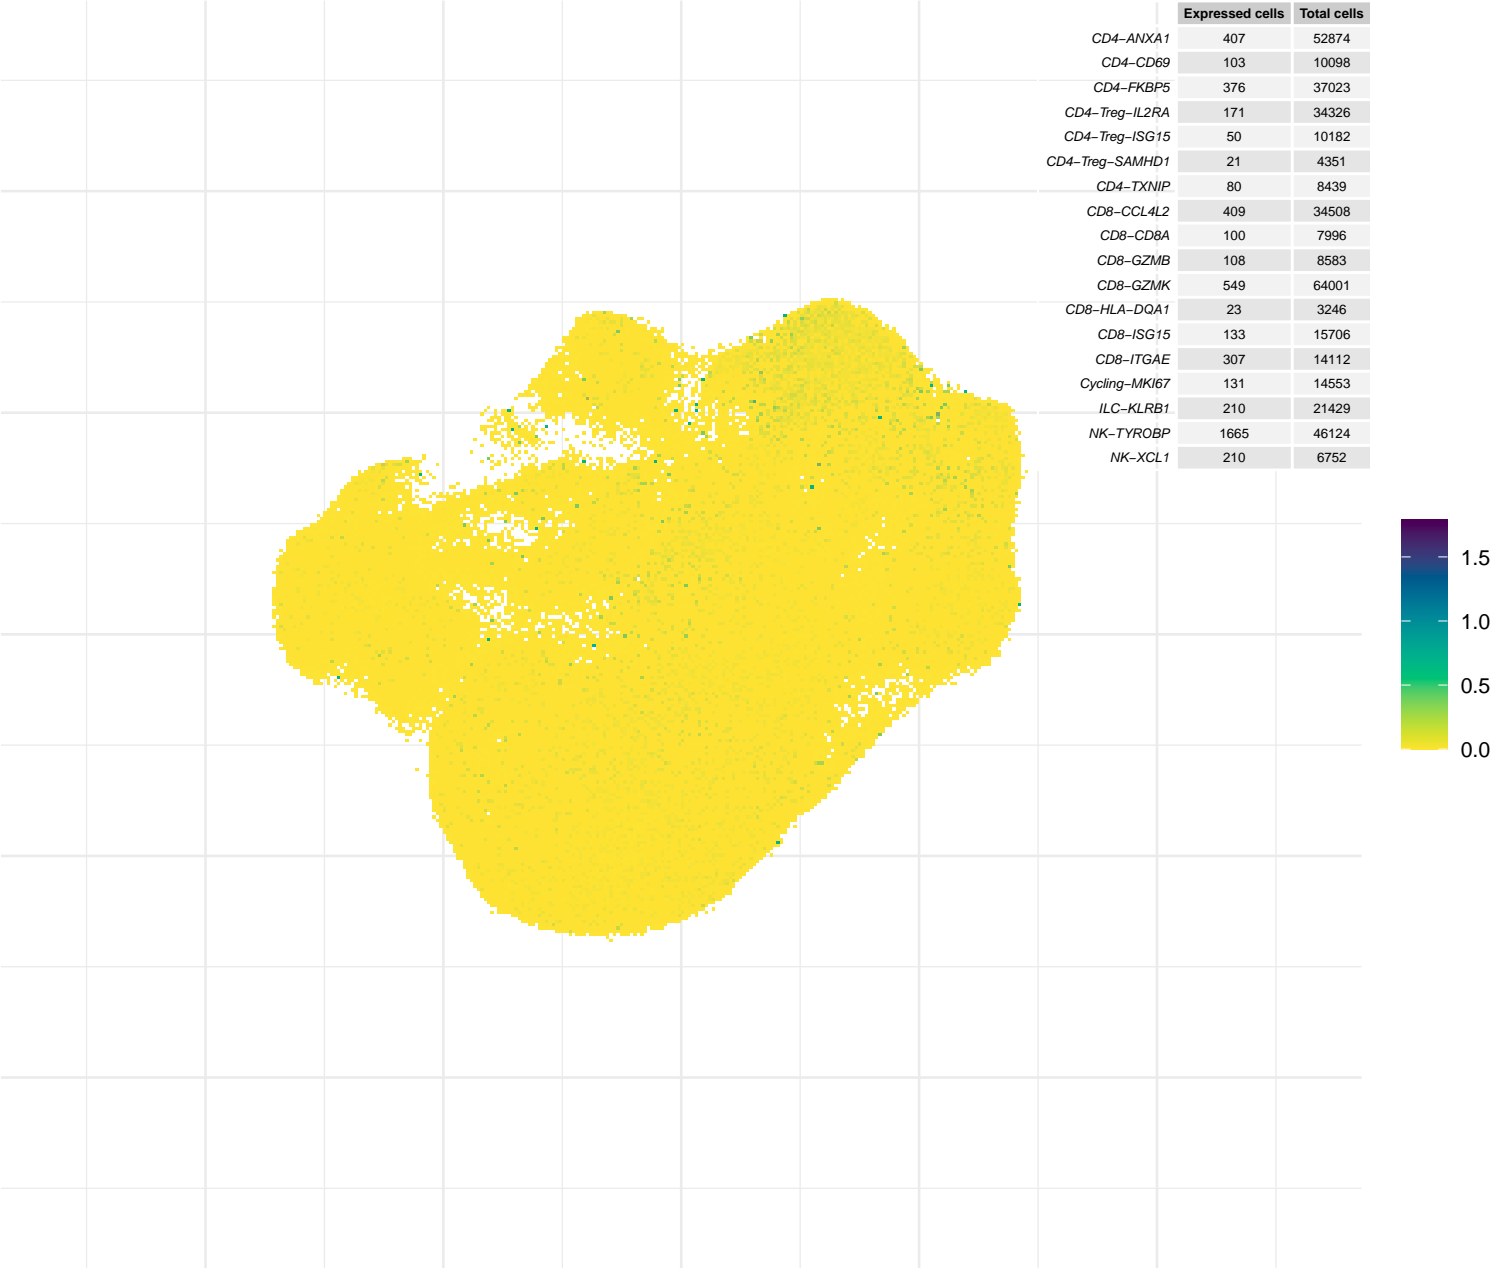 Expressed cells Total cells
CD4−ANXA1 407 52874
CD4−CD69 103 10098
CD4−FKBP5 376 37023
CD4−Treg−IL2RA 171 34326
CD4−Treg−ISG15 50 10182
CD4−Treg−SAMHD1 21 4351
CD4−TXNIP 80 8439
CD8−CCL4L2 409 34508
CD8−CD8A 100 7996
CD8−GZMB 108 8583
CD8−GZMK 549 64001
CD8−HLA−DQA1 23 3246
CD8−ISG15 133 15706
CD8−ITGAE 307 14112
Cycling−MKI67 131 14553
ILC−KLRB1 210 21429
NK−TYROBP 1665 46124
NK−XCL1 210 6752
1.5
1.0
0.5
0.0